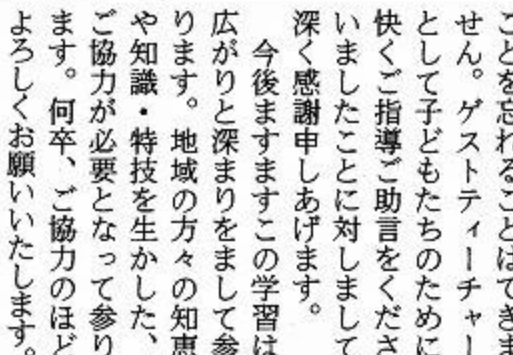 ことを忘れることはできま
せん。ゲストティーチャー
として子どもたちのために
快くご指導ご助言をくださ
いましたことに対しまして
深く感謝申しあげます。
今後ますますこの学習は
広がりと深まりをまして参
ります。地域の方々の知恵
や知識・特技を生かした、
ご協力が必要となって参り
ます。何卒、ご協力のほど
よろしくお願いいたします。